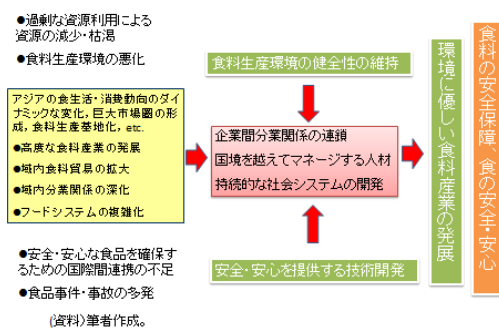 ●過剰な資源利用による
資源の減少・枯渇
●食料生産環境の悪化
アジアの食生活・消費動向のダイ
ナミックな変化，巨大市場圏の形
成，食料生産基地化，etc.
●高度な食料産業の発展
●域内食料貿易の拡大
●域内分業関係の深化
●フードシステムの複雑化
●安全・安心な食品を確保す
るための国際間連携の不足
●食品事件・事故の多発
(資料)筆者作成。
食料生産環境の健全性の維持
企業間分業関係の連鎖
国境を越えてマネージする人材
持続的な社会システムの開発
安全・安心を提供する技術開発
環境に優しい食料産業の発展
食料の安全保障、食の安全・安心